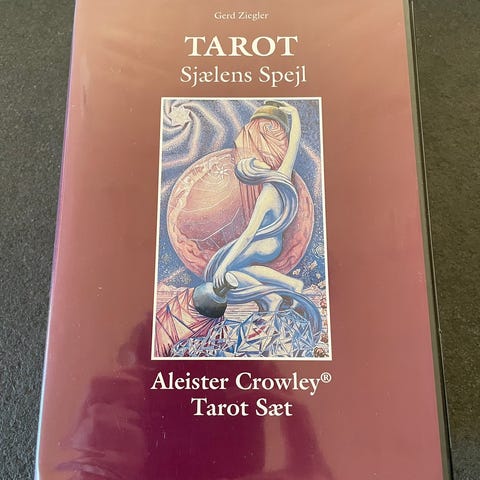 Gerd Ziegler
TAROT
Sjælens Spejl
Aleister Crowley®
Tarot Sæt